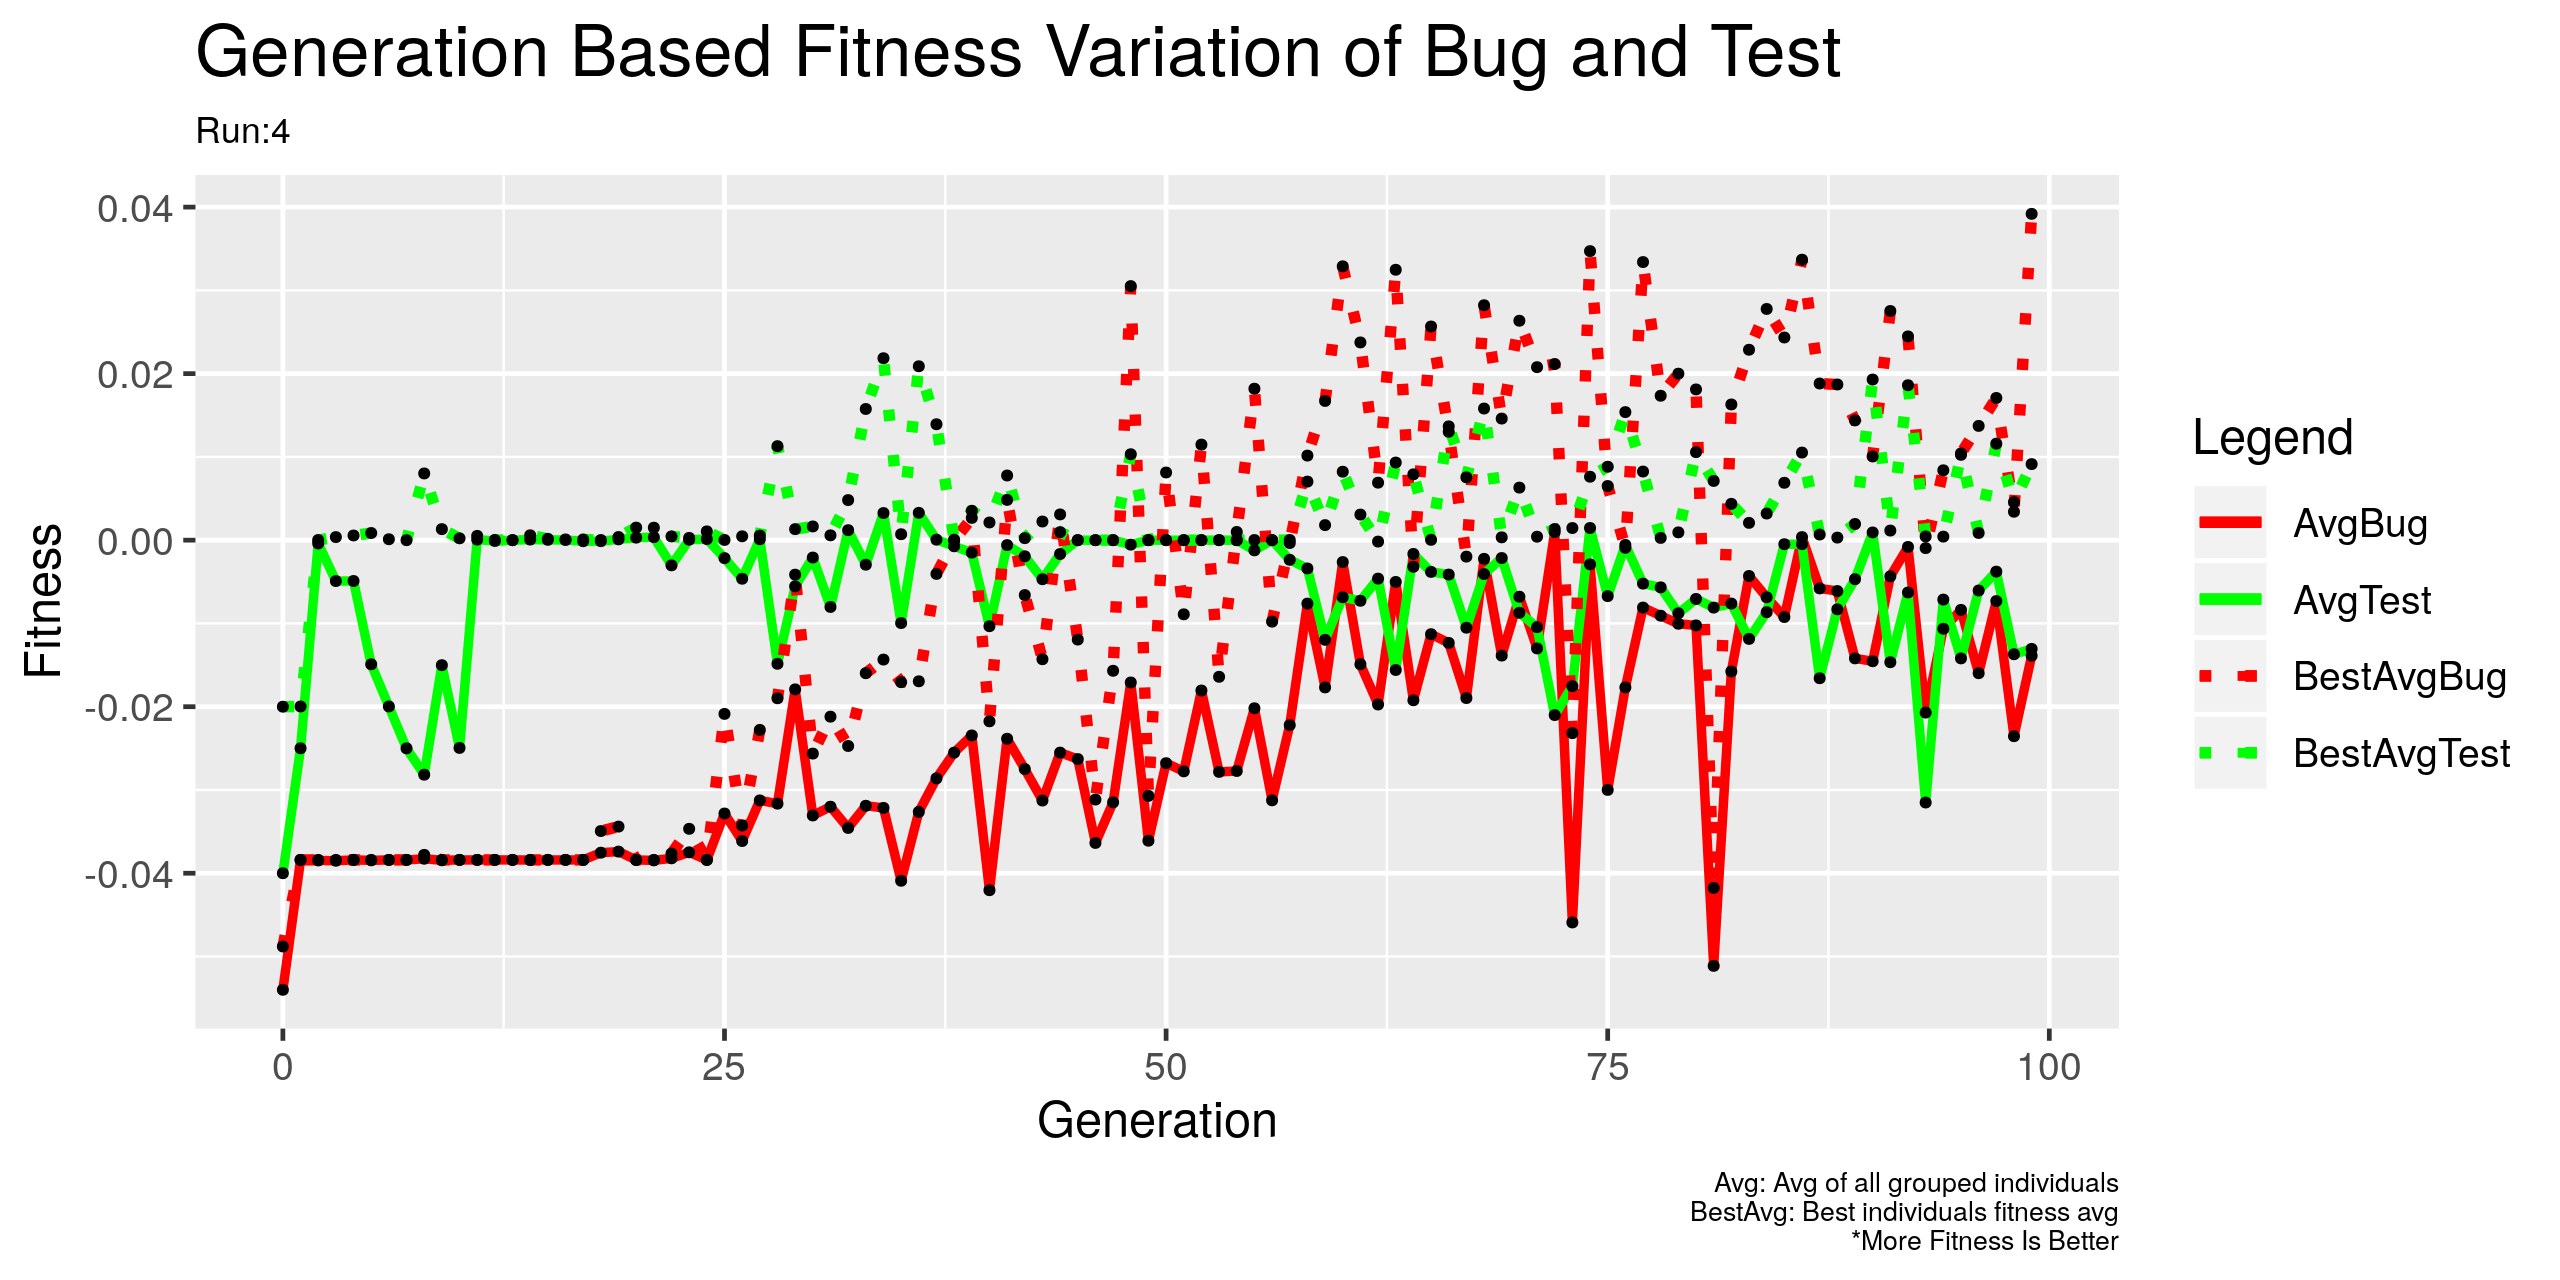 Generation Based Fitness Variation of Bug and Test
Run:4
0.04
0.02
0.00
-0.02
-0.04
Fitness
0
25
50
75
100
Generation
Legend
AvgBug
AvgTest
BestAvgBug
BestAvgTest
Avg: Avg of all grouped individuals
BestAvg: Best individuals fitness avg
*More Fitness Is Better